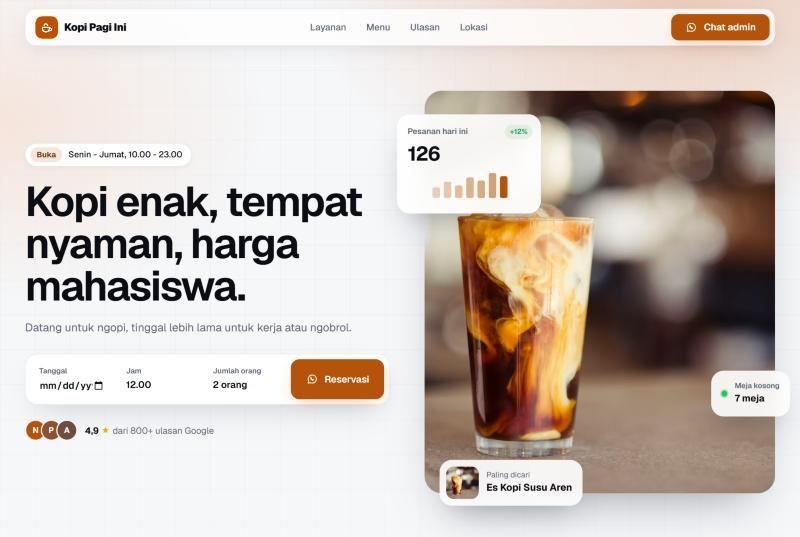 Kopi Pagi Ini
Layanan
Menu
Ulasan
Lokasi
Chat admin
Buka
Senin - Jumat, 10.00 - 23.00
Kopi enak, tempat
nyaman, harga
mahasiswa.
Datang untuk ngopi, tinggal lebih lama untuk kerja atau ngobrol.
Tanggal
mm/dd/yy
Jam
12.00
Jumlah orang
2 orang
Reservasi
N P A
4,9 ★ dari 800+ ulasan Google
Pesanan hari ini
+12%
126
Meja kosong
7 meja
Paling dicari
Es Kopi Susu Aren